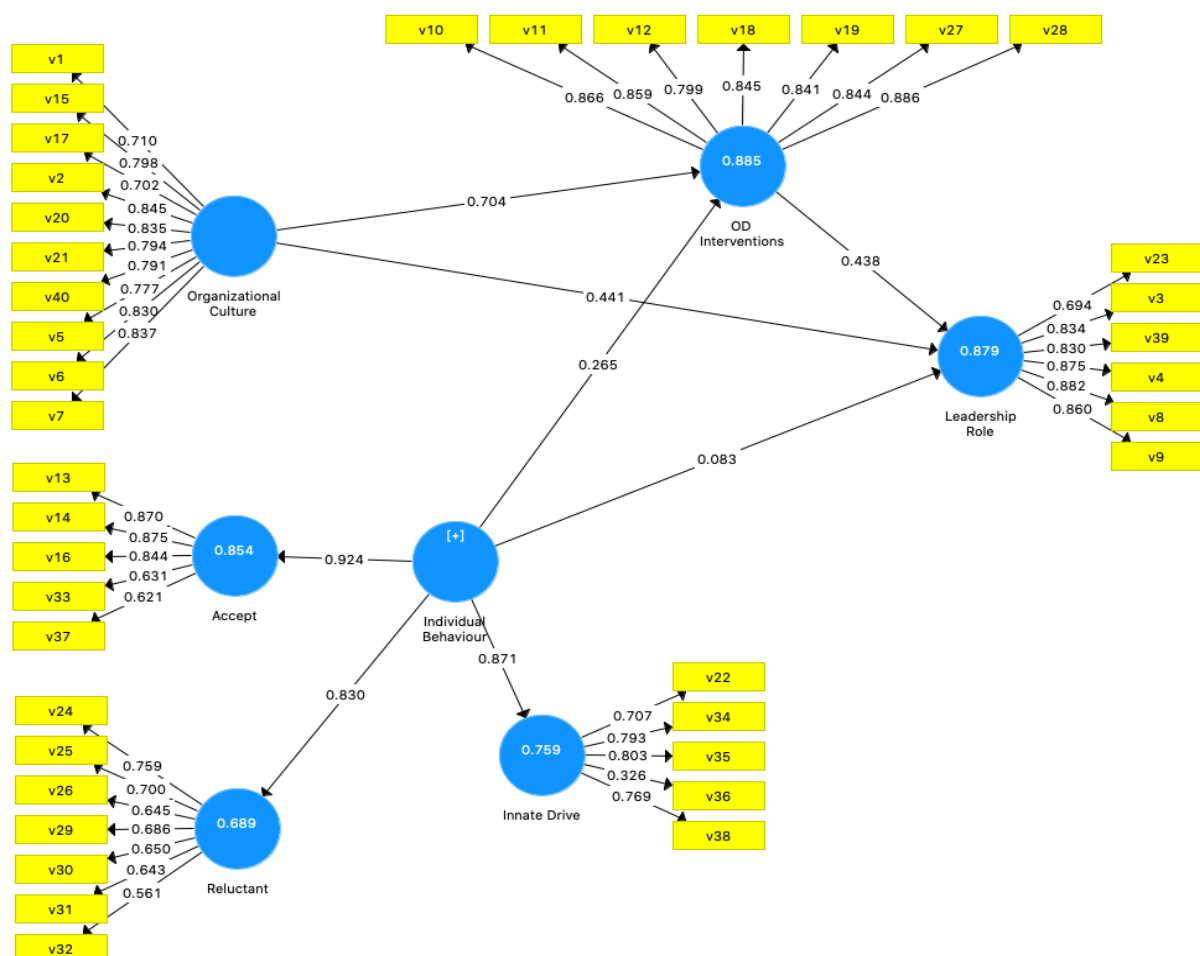 v10 v11 v12 v18 v19 v27 v28
0.866 0.859 0.799 0.845 0.841 0.844 0.886
0.885
OD
Interventions
v1
v15
v17
v2
v20
v21
v40
v5
v6
v7
0.710
0.798
0.702
0.845
0.835
0.794
0.791
0.777
0.830
0.837
Organizational
Culture
0.704
0.441
0.438
0.265
0.083
0.879
Leadership
Role
0.694
0.834
0.830
0.875
0.882
0.860
v23
v3
v39
v4
v8
v9
v13
v14
v16
v33
v37
0.870
0.875
0.844
0.631
0.621
0.854
Accept
0.924
[+]
Individual
Behaviour
0.830
0.871
v24
v25
v26
v29
v30
v31
v32
0.759
0.700
0.645
0.686
0.650
0.643
0.561
0.689
Reluctant
0.759
Innate Drive
0.707
0.793
0.803
0.326
0.769
v22
v34
v35
v36
v38